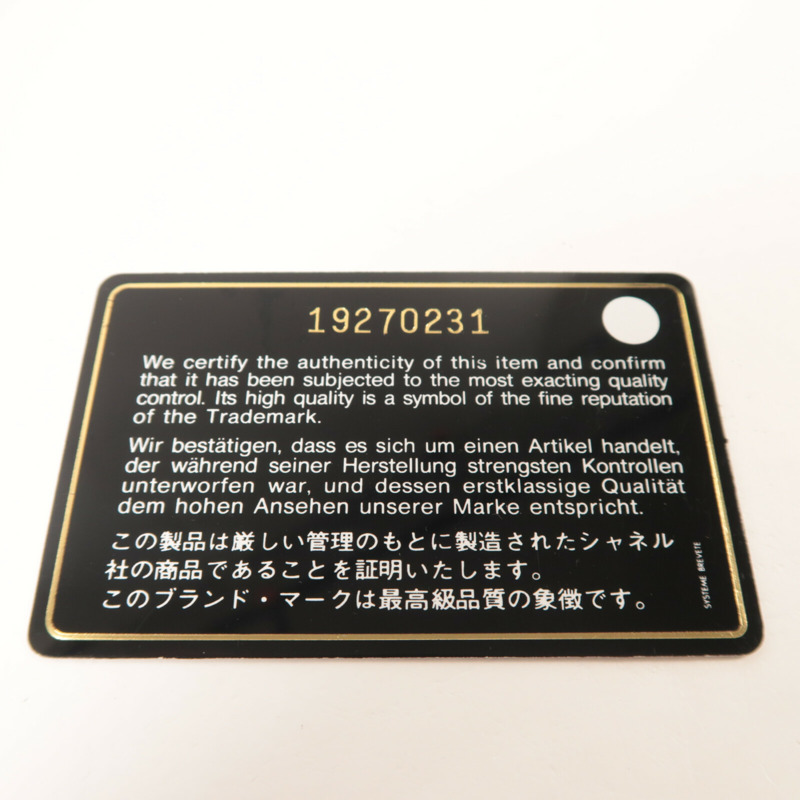 19270231
We certify the authenticity of this item and confirm
that it has been subjected to the most exacting quality
control. Its high quality is a symbol of the fine reputation
of the Trademark.
Wir bestätigen, dass es sich um einen Artikel handelt,
der während seiner Herstellung strengsten Kontrollen
unterworfen war, und dessen erstklassige Qualität
dem hohen Ansehen unserer Marke entspricht.
この製品は厳しい管理のもとに製造されたシャネル
社の商品であることを証明いたします。
このブランド・マークは最高級品質の象徴です。
SYSTEME BREVETE